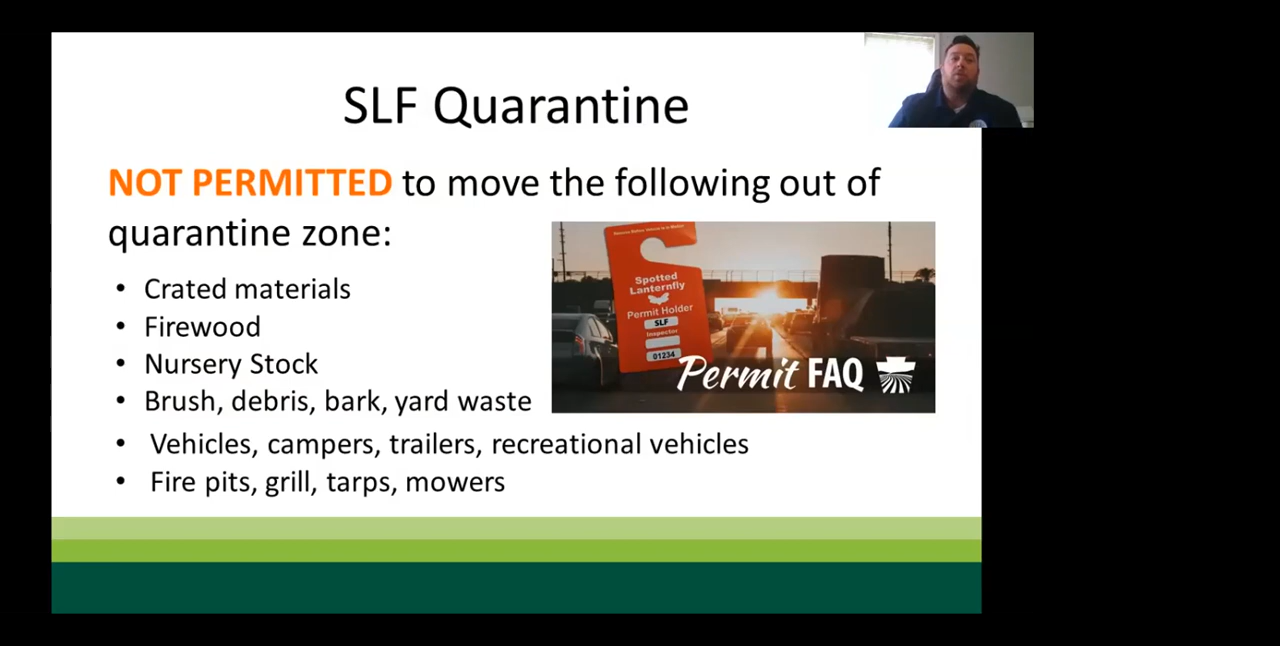 SLF Quarantine
NOT PERMITTED to move the following out of
quarantine zone:
• Crated materials
• Firewood
• Nursery Stock
• Brush, debris, bark, yard waste
• Vehicles, campers, trailers, recreational vehicles
• Fire pits, grill, tarps, mowers
Spotted
Lanternfly
Permit Holder
SLF
Inspector
01234
Permit FAQ